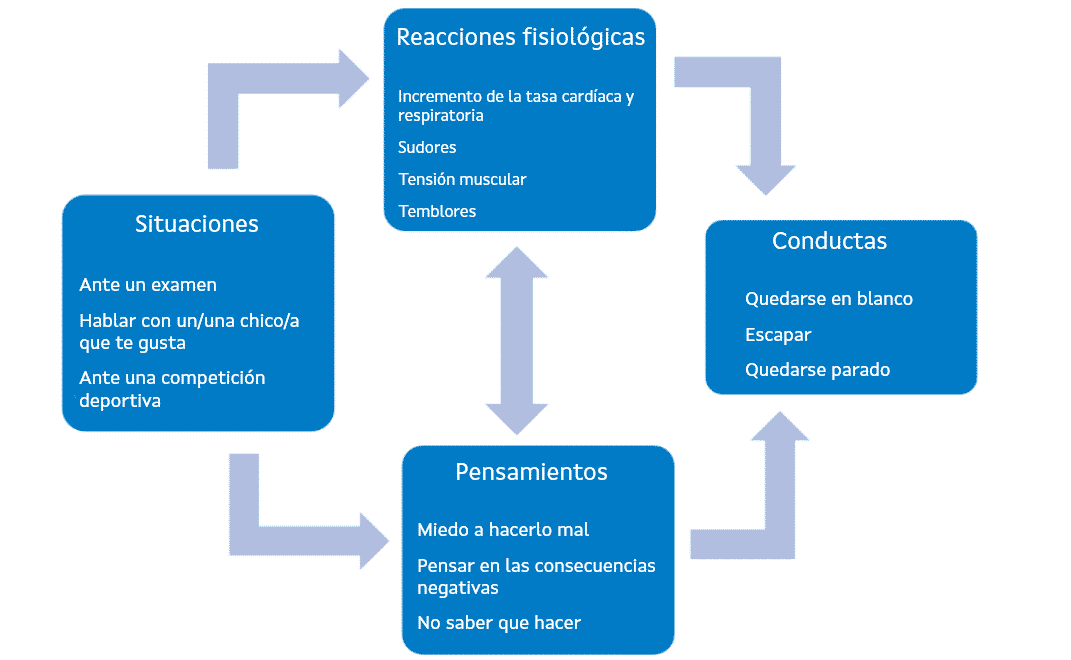 Reacciones fisiológicas
Incremento de la tasa cardíaca y
respiratoria
Sudores
Tensión muscular
Temblores
Situaciones
Ante un examen
Hablar con un/una chico/a
que te gusta
Ante una competición
deportiva
Conductas
Quedarse en blanco
Escapar
Quedarse parado
Pensamientos
Miedo a hacerlo mal
Pensar en las consecuencias
negativas
No saber que hacer